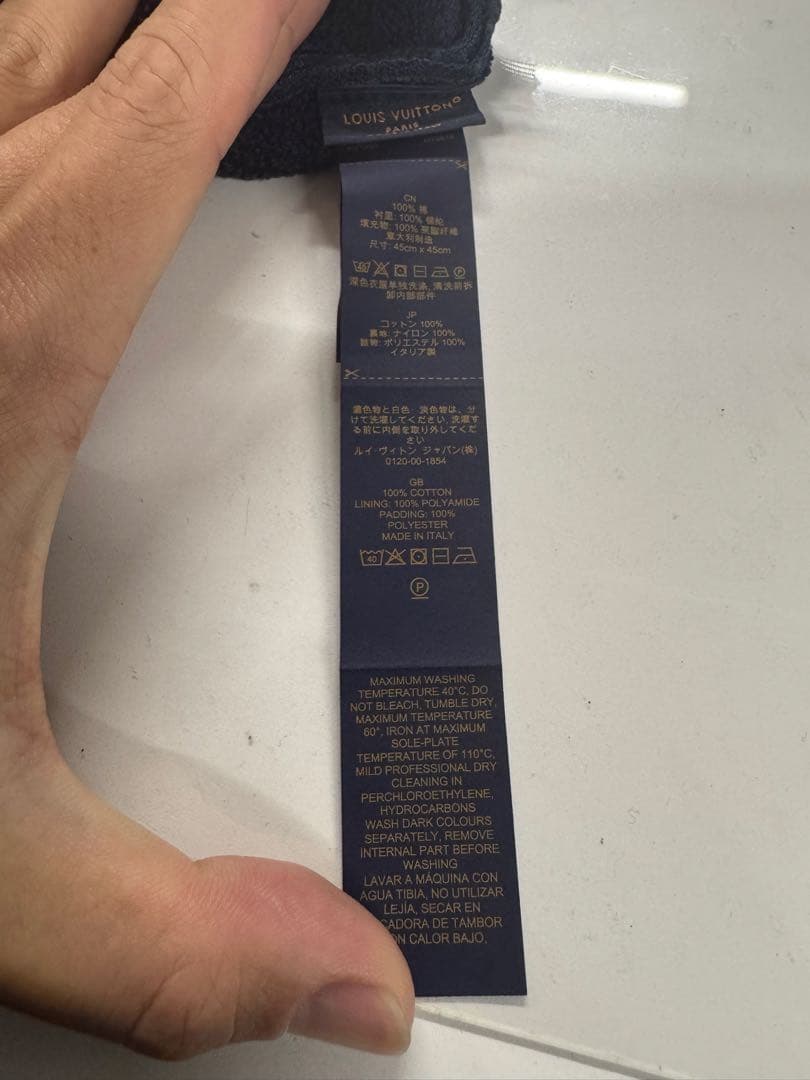 LOUIS VUITTON®
PARIS
CN
100% 棉
衬里: 100% 锦纶
填充物: 100% 聚酯纤维
意大利制造
尺寸: 45cm x 45cm
40 P
深色衣服单独洗涤, 清洗前拆
卸内部部件
JP
コットン 100%
裏地: ナイロン 100%
詰物: ポリエステル 100%
イタリア製
濃色物と白色・淡色物は、分
けて洗濯してください, 洗濯す
る前に内側を取り外してくだ
さい
ルイ・ヴィトン ジャパン(株)
0120-00-1854
GB
100% COTTON
LINING: 100% POLYAMIDE
PADDING: 100%
POLYESTER
MADE IN ITALY
40
P
MAXIMUM WASHING
TEMPERATURE 40°C, DO
NOT BLEACH, TUMBLE DRY,
MAXIMUM TEMPERATURE
60°, IRON AT MAXIMUM
SOLE-PLATE
TEMPERATURE OF 110°C,
MILD PROFESSIONAL DRY
CLEANING IN
PERCHLOROETHYLENE,
HYDROCARBONS
WASH DARK COLOURS
SEPARATELY, REMOVE
INTERNAL PART BEFORE
WASHING
LAVAR A MÁQUINA CON
AGUA TIBIA, NO UTILIZAR
LEJÍA, SECAR EN
CADORA DE TAMBOR
ON CALOR BAJO,